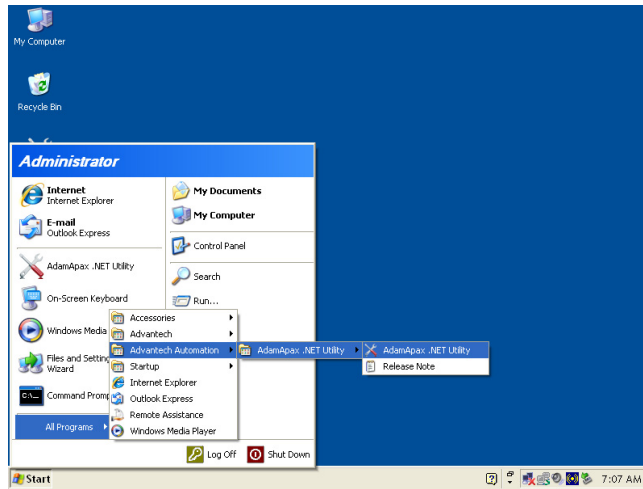 My Computer
Recycle Bin
Administrator
Internet
Internet Explorer
E-mail
Outlook Express
AdamApax .NET Utility
On-Screen Keyboard
Windows Media
Files and Setting
Wizard
Command Promp
All Programs
My Documents
My Computer
Control Panel
Search
Run...
Accessories
Advantech
Advantech Automation
Startup
Internet Explorer
Outlook Express
Remote Assistance
Windows Media Player
AdamApax .NET Utility
AdamApax .NET Utility
Release Note
Log Off
Shut Down
Start
7:07 AM